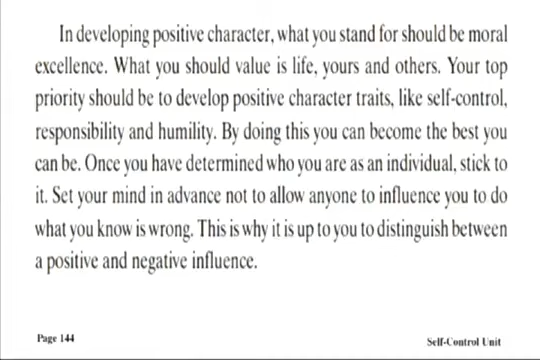 In developing positive character, what you stand for should be moral
excellence. What you should value is life, yours and others. Your top
priority should be to develop positive character traits, like self-control,
responsibility and humility. By doing this you can become the best you
can be. Once you have determined who you are as an individual, stick to
it. Set your mind in advance not to allow anyone to influence you to do
what you know is wrong. This is why it is up to you to distinguish between
a positive and negative influence.
Page 144
Self-Control Unit